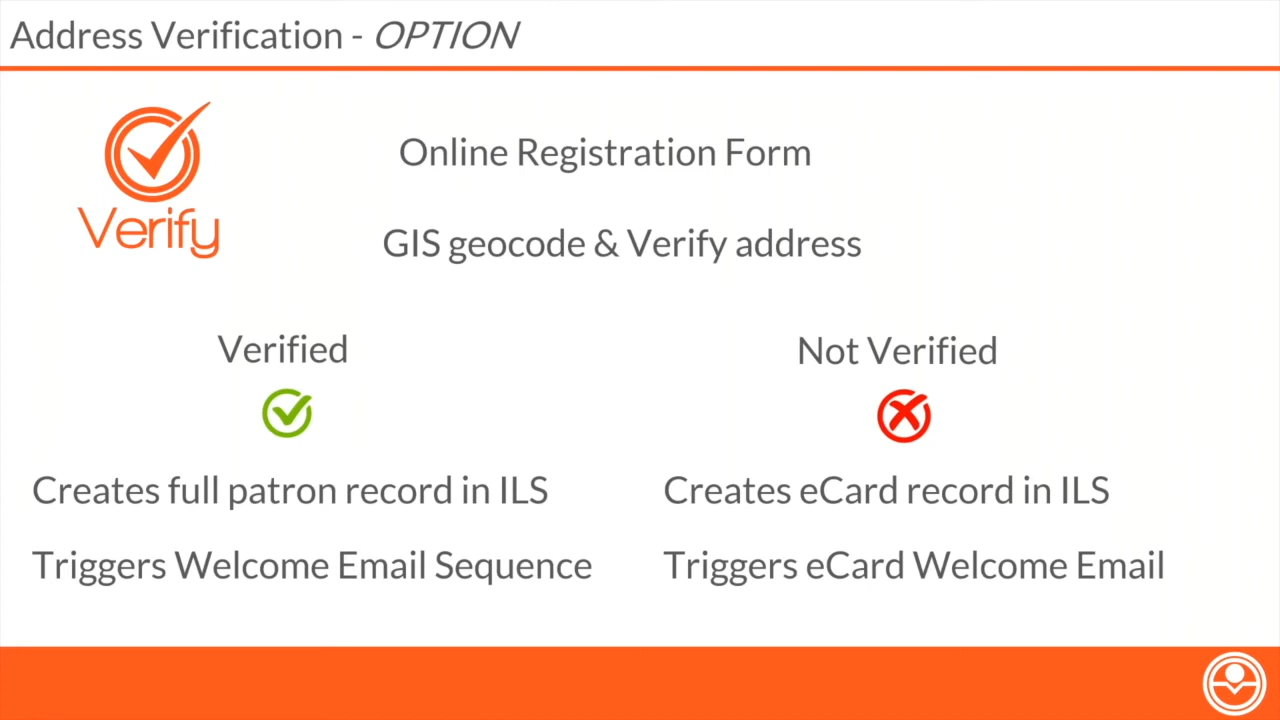 Address Verification - OPTION
Verify
Online Registration Form
GIS geocode & Verify address
Verified
Not Verified
Creates full patron record in ILS
Creates eCard record in ILS
Triggers Welcome Email Sequence
Triggers eCard Welcome Email